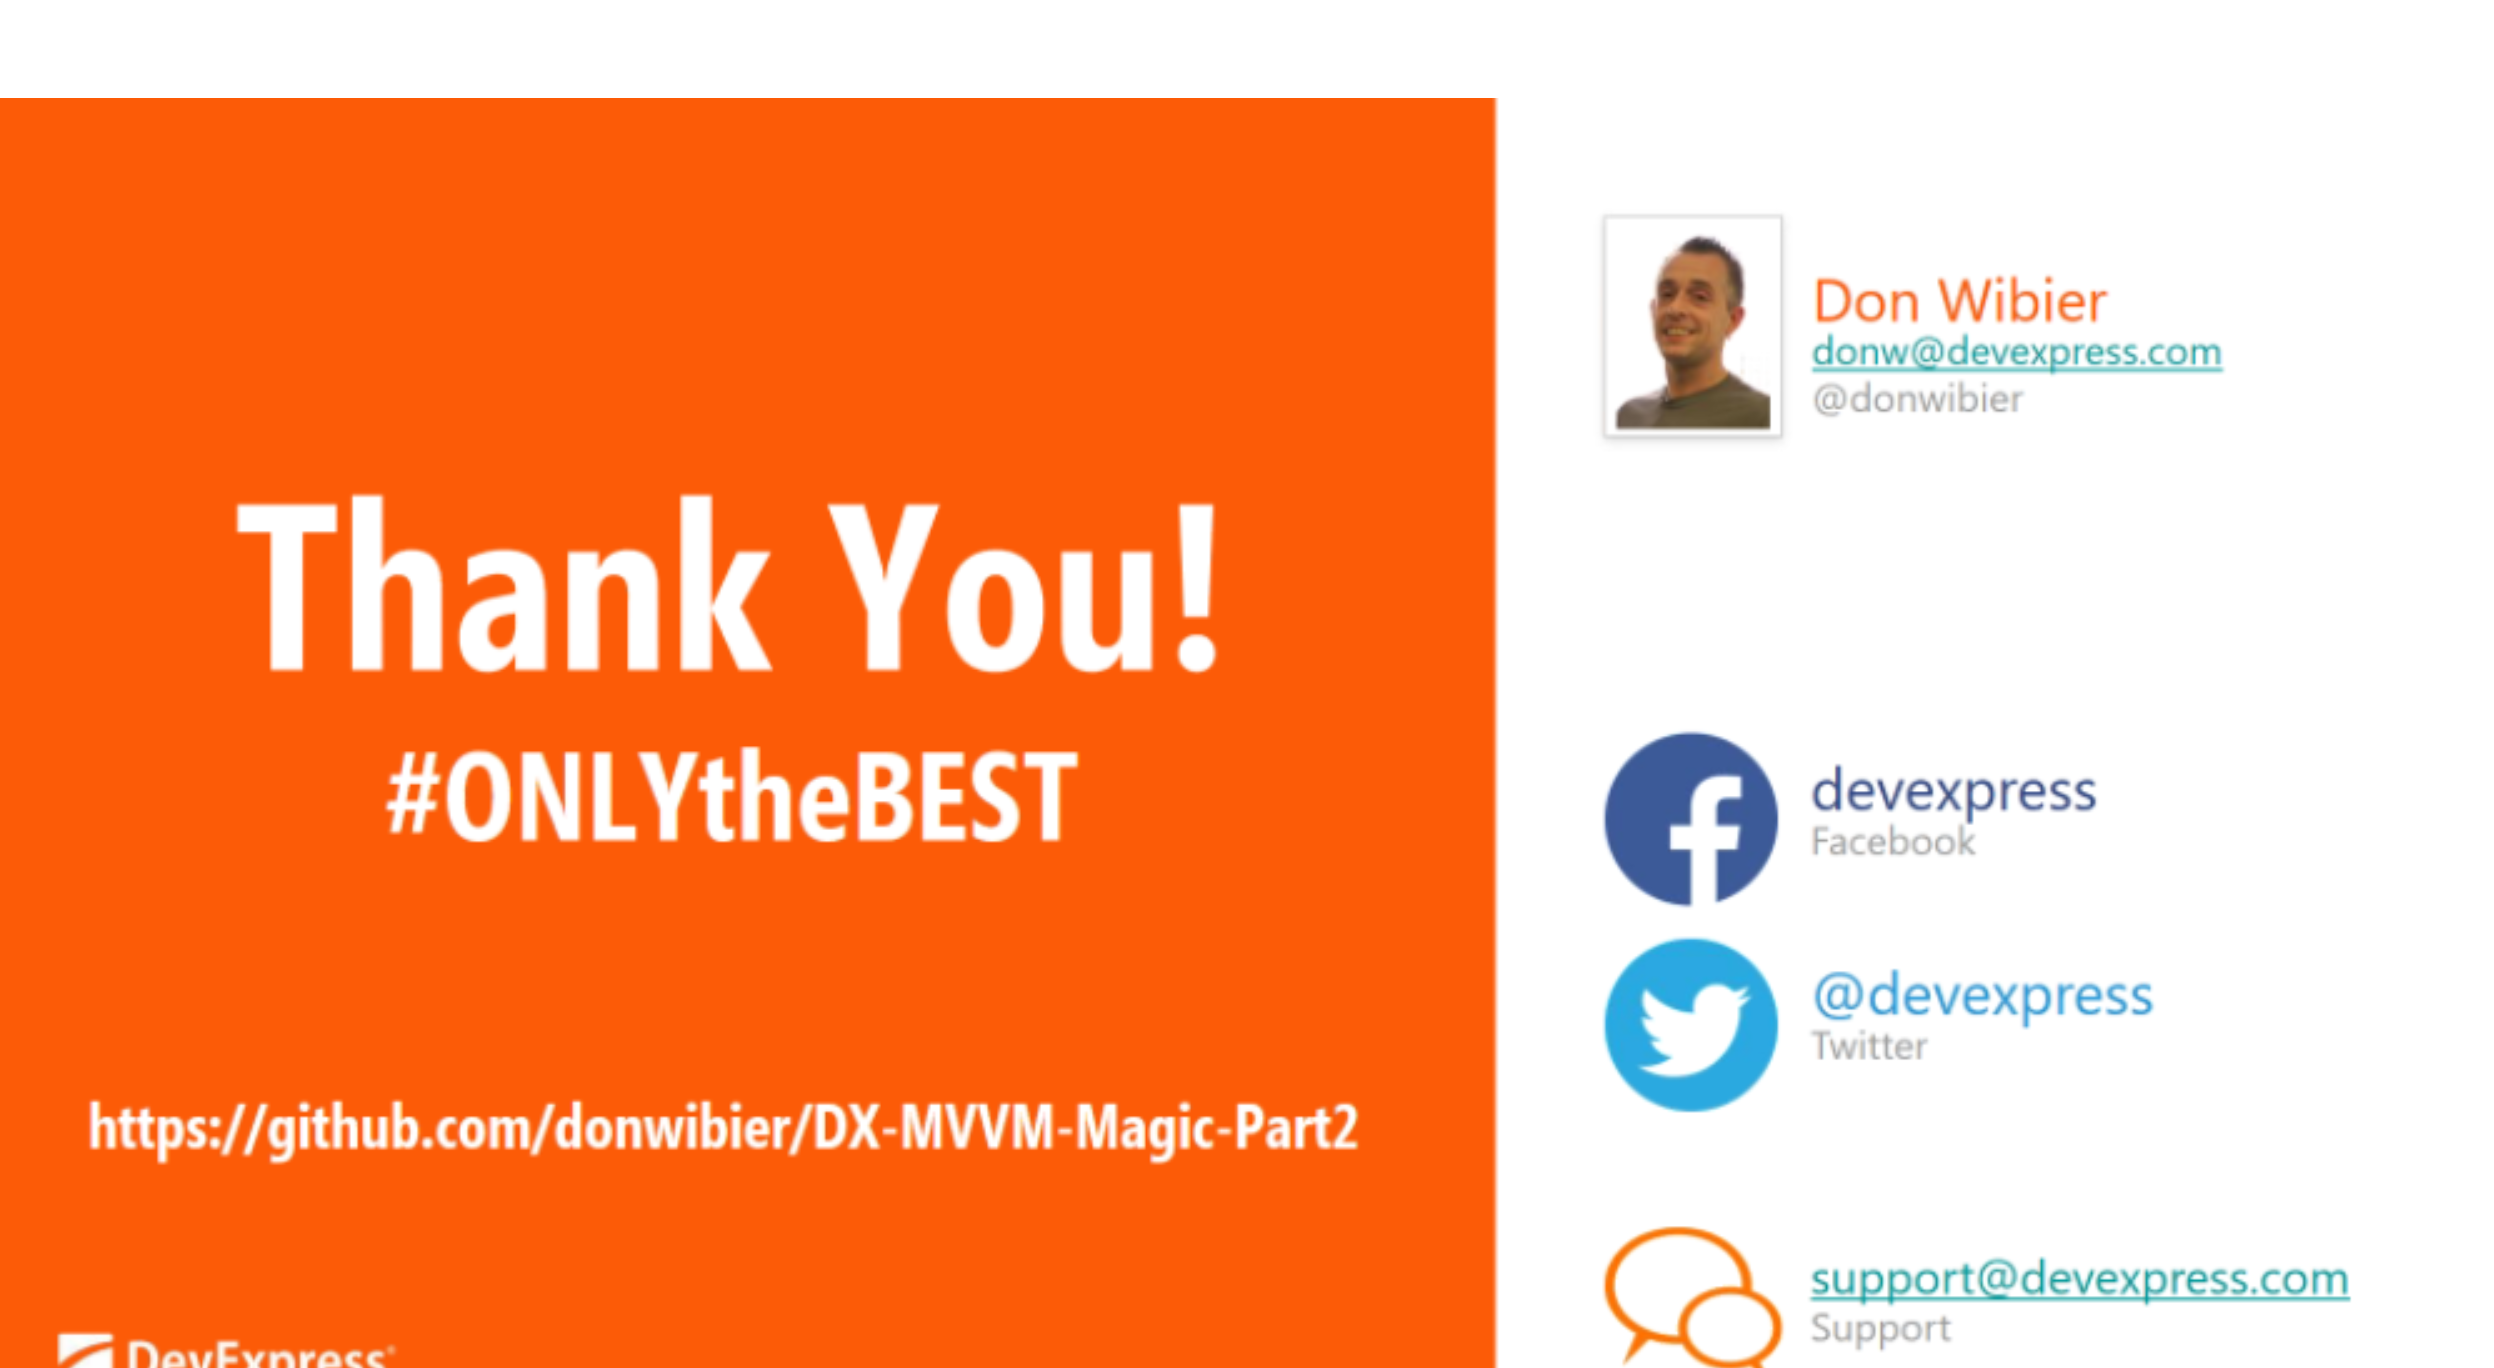 Thank You!
#ONLYtheBEST
https://github.com/donwibier/DX-MVVM-Magic-Part2
DevExpress
Don Wibier
donw@devexpress.com
@donwibier
devexpress
Facebook
@devexpress
Twitter
support@devexpress.com
Support